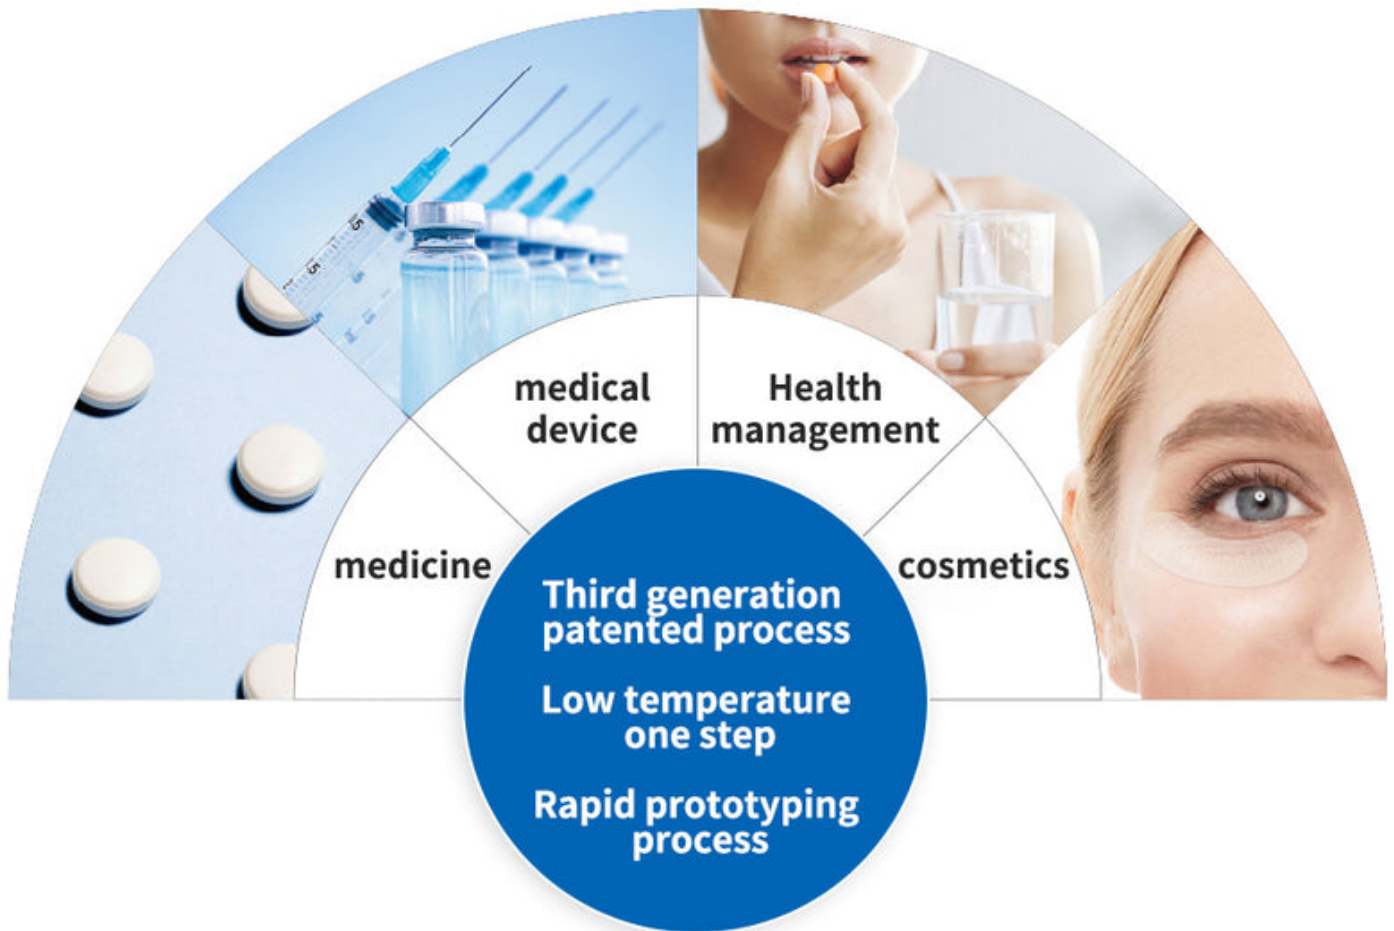 medical
device
Health
management
medicine
cosmetics
Third generation
patented process
Low temperature
one step
Rapid prototyping
process